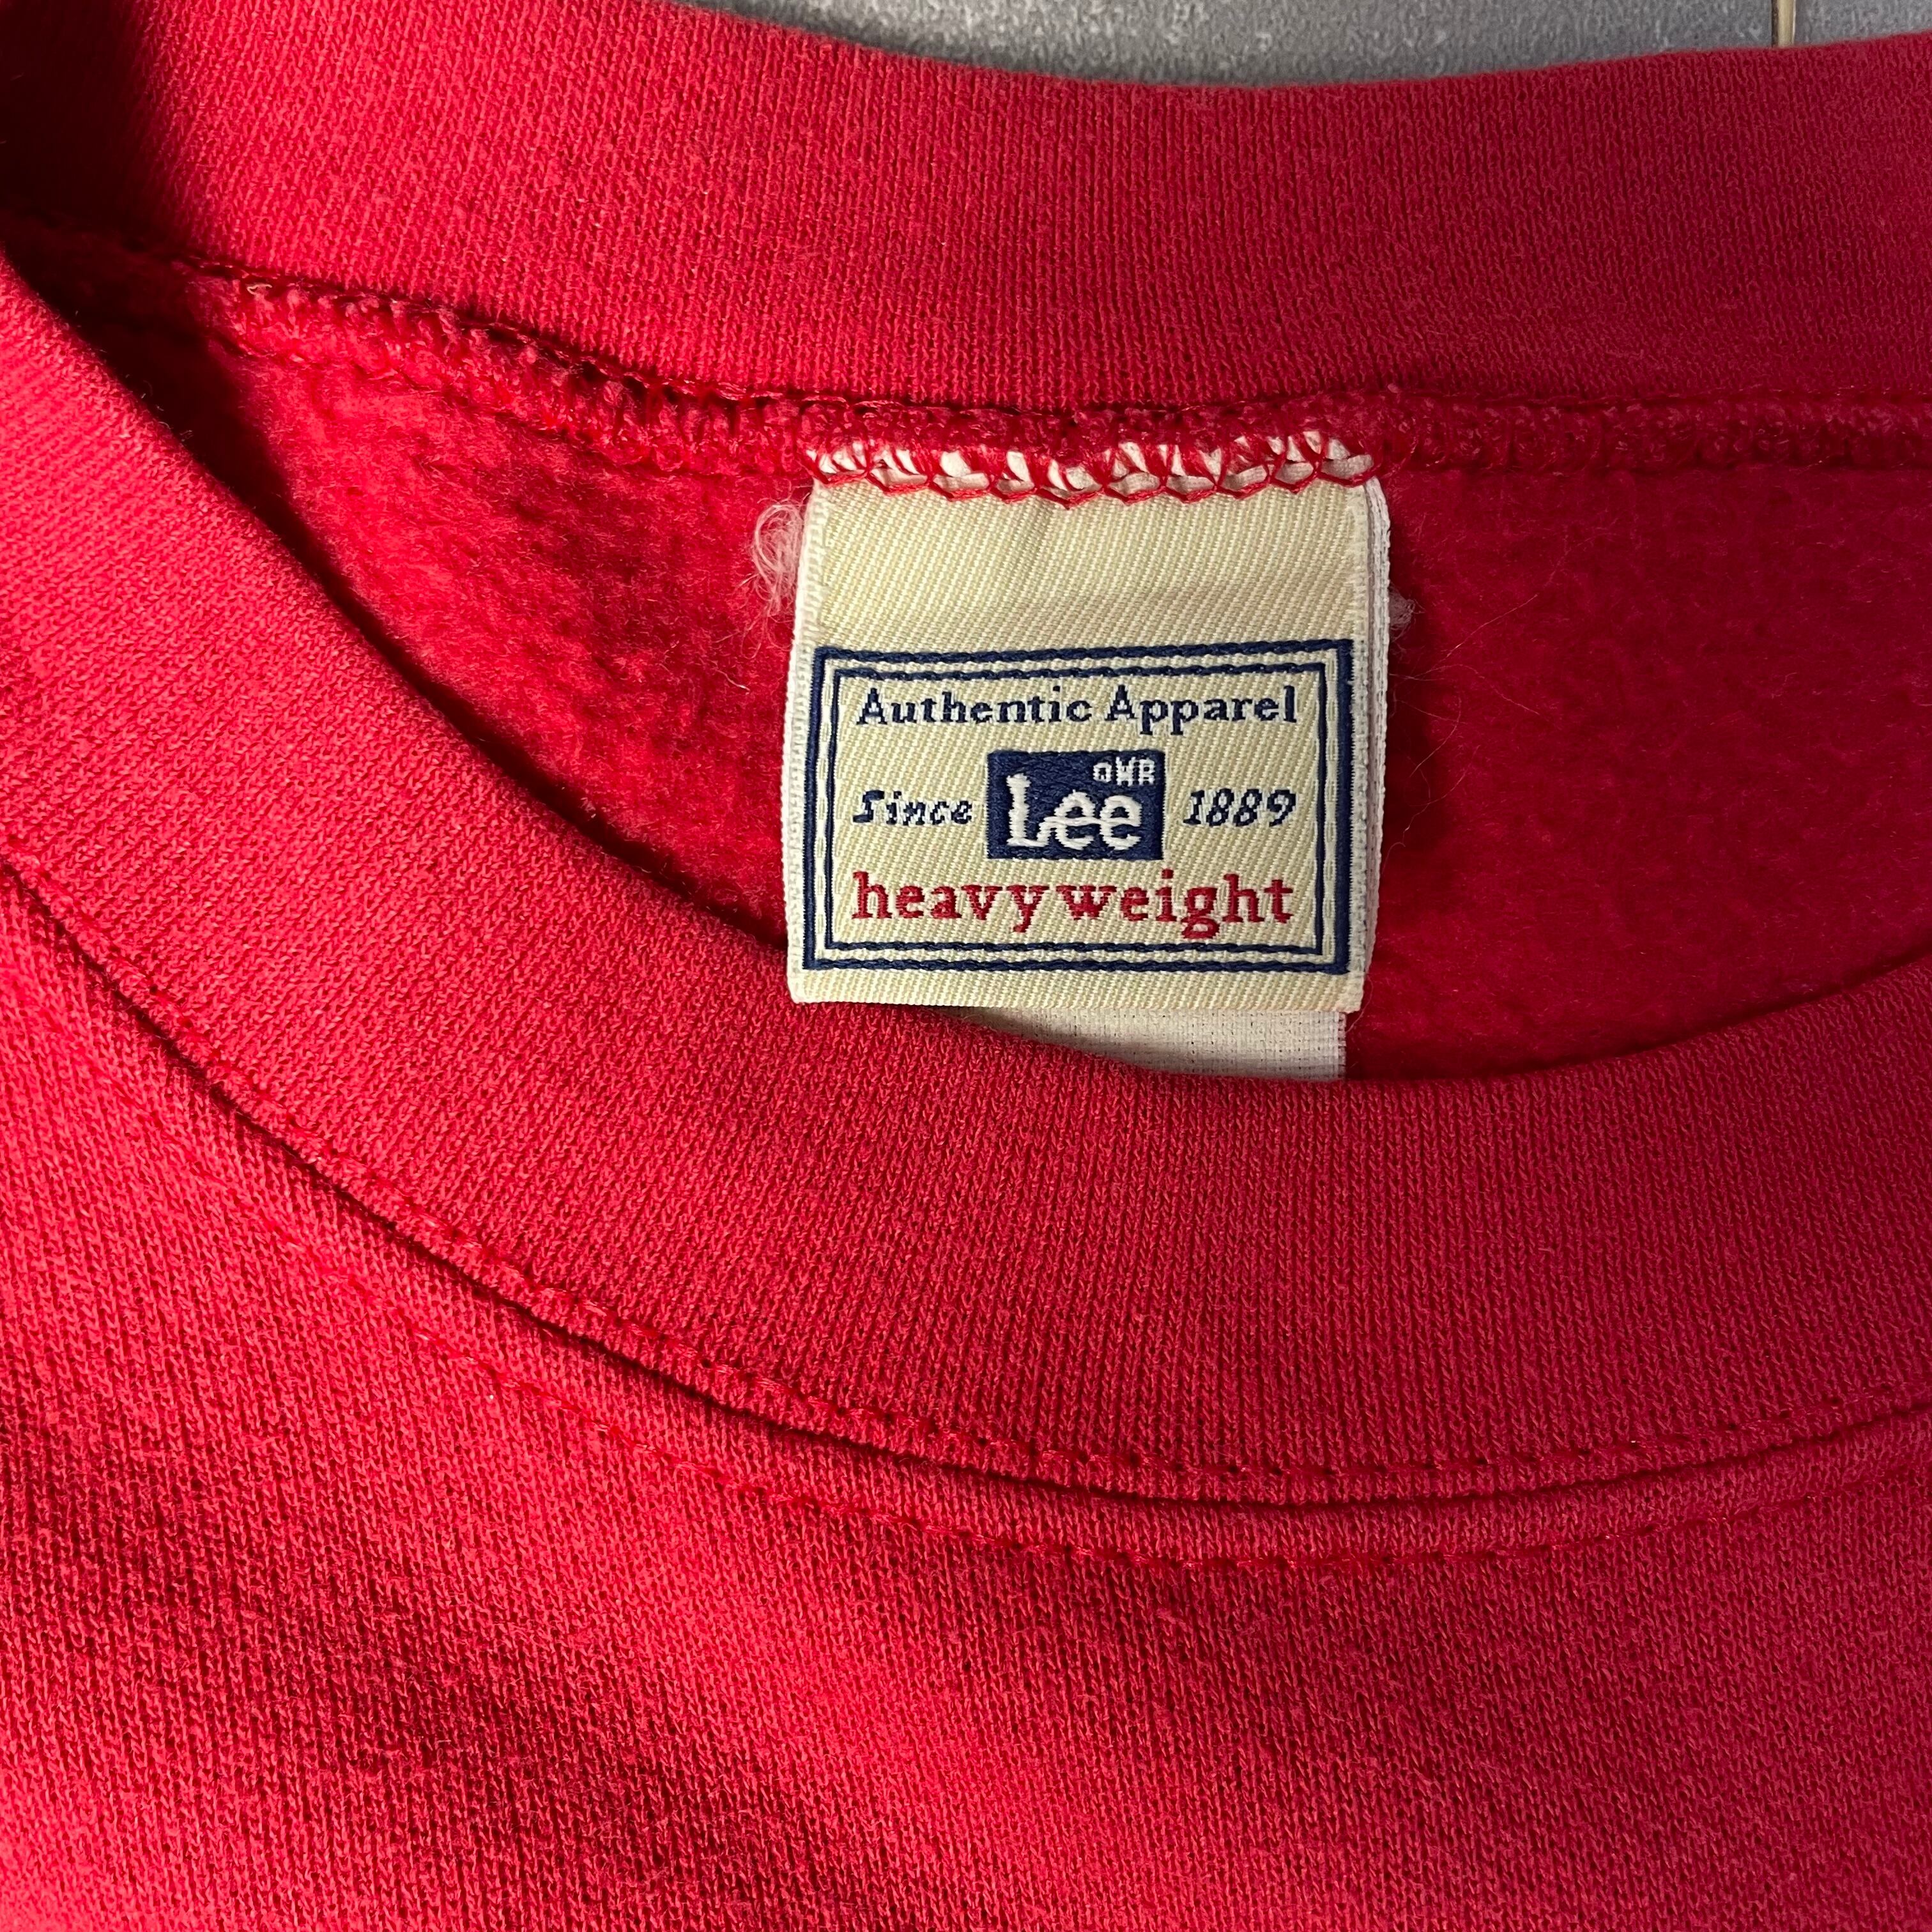 Authentic Apparel
Since Lee 1889
heavyweight